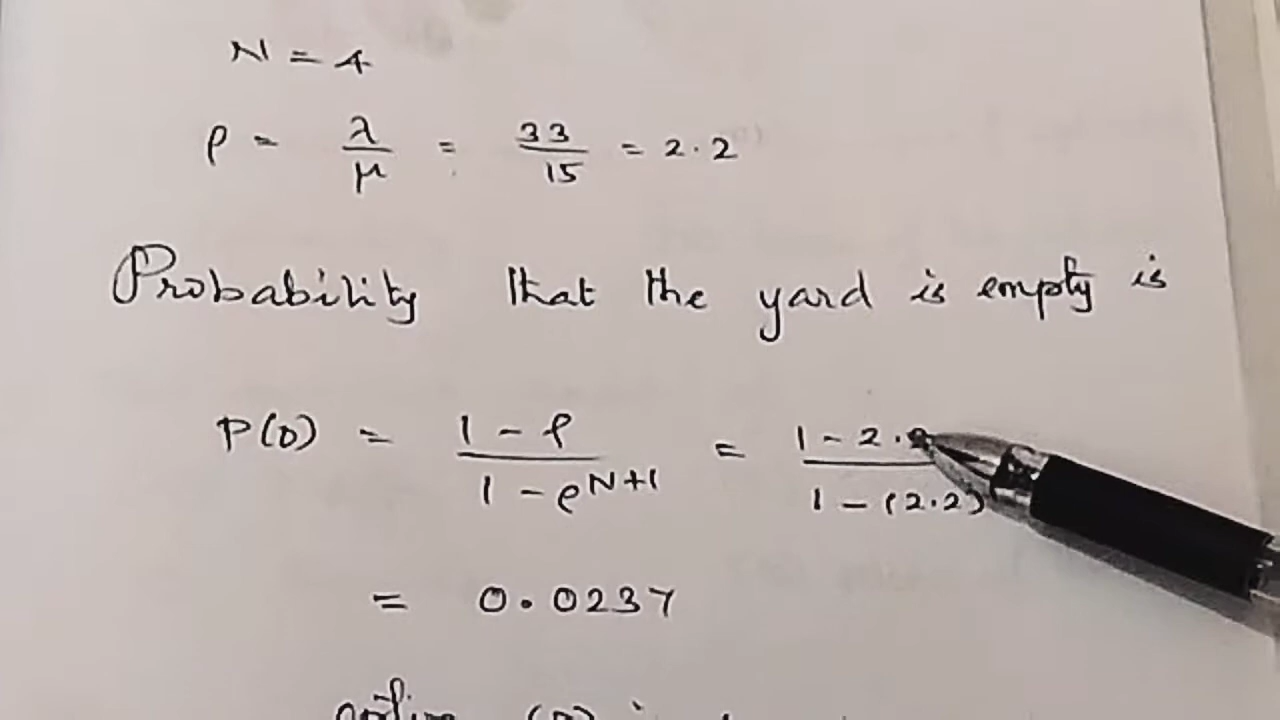 N = 4
ρ = λ/μ = 33/15 = 2.2
Probability that the yard is empty is
P(0) = (1 - ρ)/(1 - ρ^(N+1)) = (1 - 2.2)/(1 - (2.2)
= 0.0237
(n) i